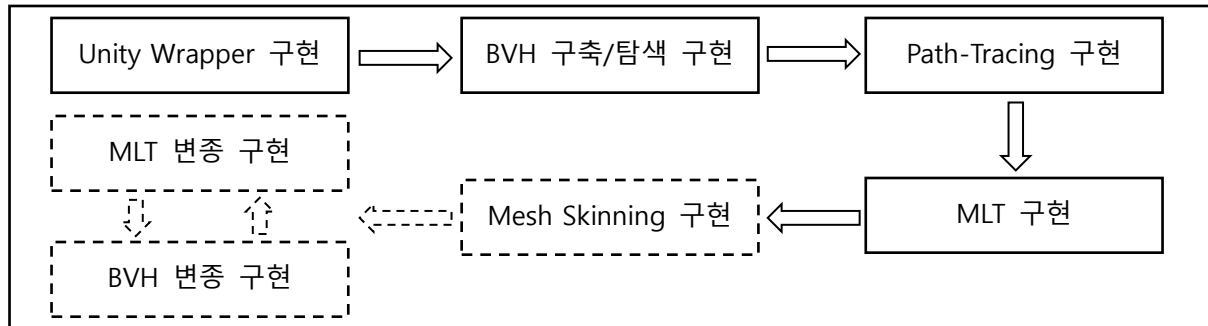 Unity Wrapper 구현
BVH 구축/탐색 구현
Path-Tracing 구현
MLT 변종 구현
Mesh Skinning 구현
MLT 구현
BVH 변종 구현